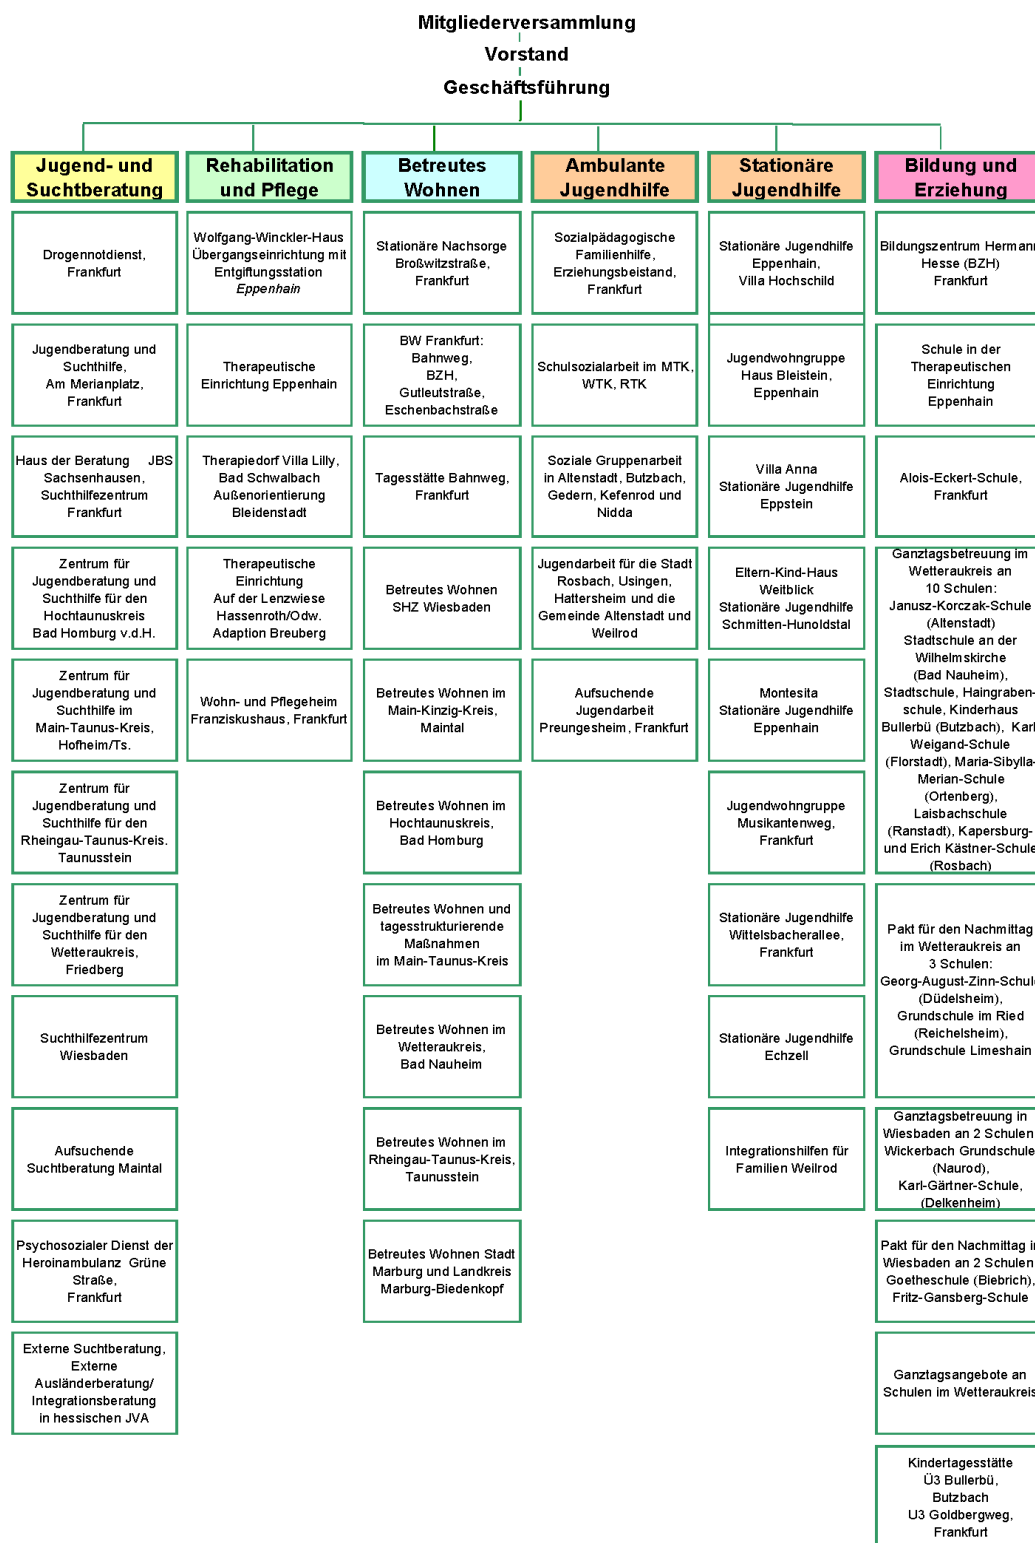 Mitgliederversammlung
Vorstand
Geschäftsführung
Jugend- und
Suchtberatung
Drogennotdienst,
Frankfurt
Jugendberatung und
Suchthilfe,
Am Merianplatz,
Frankfurt
Haus der Beratung JBS
Sachsenhausen,
Suchthilfezentrum
Frankfurt
Zentrum für
Jugendberatung und
Suchthilfe für den
Hochtaunuskreis
Bad Homburg v.d.H.
Zentrum für
Jugendberatung und
Suchthilfe im
Main-Taunus-Kreis,
Hofheim/Ts.
Zentrum für
Jugendberatung und
Suchthilfe für den
Rheingau-Taunus-Kreis.
Taunusstein
Zentrum für
Jugendberatung und
Suchthilfe für den
Wetteraukreis,
Friedberg
Suchthilfezentrum
Wiesbaden
Aufsuchende
Suchtberatung Maintal
Psychosozialer Dienst der
Heroinambulanz Grüne
Straße,
Frankfurt
Externe Suchtberatung,
Externe
Ausländerberatung/
Integrationsberatung
in hessischen JVA
Rehabilitation
und Pflege
Wolfgang-Winckler-Haus
Übergangseinrichtung mit
Entgiftungsstation
Eppenhain
Therapeutische
Einrichtung Eppenhain
Therapiedorf Villa Lilly,
Bad Schwalbach
Außenorientierung
Bleidenstadt
Therapeutische
Einrichtung
Auf der Lenzwiese
Hassenroth/Odw.
Adaption Breuberg
Wohn- und Pflegeheim
Franziskushaus, Frankfurt
Betreutes
Wohnen
Stationäre Nachsorge
Broßwitzstraße,
Frankfurt
BW Frankfurt:
Bahnweg,
BZH,
Gutleutstraße,
Eschenbachstraße
Tagesstätte Bahnweg,
Frankfurt
Betreutes Wohnen
SHZ Wiesbaden
Betreutes Wohnen im
Main-Kinzig-Kreis,
Maintal
Betreutes Wohnen im
Hochtaunuskreis,
Bad Homburg
Betreutes Wohnen und
tagesstrukturierende
Maßnahmen
im Main-Taunus-Kreis
Betreutes Wohnen im
Wetteraukreis,
Bad Nauheim
Betreutes Wohnen im
Rheingau-Taunus-Kreis,
Taunusstein
Betreutes Wohnen Stadt
Marburg und Landkreis
Marburg-Biedenkopf
Ambulante
Jugendhilfe
Sozialpädagogische
Familienhilfe,
Erziehungsbeistand,
Frankfurt
Schulsozialarbeit im MTK,
WTK, RTK
Soziale Gruppenarbeit
in Altenstadt, Butzbach,
Gedern, Kefenrod und
Nidda
Jugendarbeit für die Stadt
Rosbach, Usingen,
Hattersheim und die
Gemeinde Altenstadt und
Weilrod
Aufsuchende
Jugendarbeit
Preungesheim, Frankfurt
Stationäre
Jugendhilfe
Stationäre Jugendhilfe
Eppenhain,
Villa Hochschild
Jugendwohngruppe
Haus Bleistein,
Eppenhain
Villa Anna
Stationäre Jugendhilfe
Eppstein
Eltern-Kind-Haus
Weitblick
Stationäre Jugendhilfe
Schmitten-Hunoldstal
Montesita
Stationäre Jugendhilfe
Eppenhain
Jugendwohngruppe
Musikantenweg,
Frankfurt
Stationäre Jugendhilfe
Wittelsbacherallee,
Frankfurt
Stationäre Jugendhilfe
Echzell
Integrationshilfen für
Familien Weilrod
Bildung und
Erziehung
Bildungszentrum Hermann
Hesse (BZH)
Frankfurt
Schule in der
Therapeutischen
Einrichtung
Eppenhain
Alois-Eckert-Schule,
Frankfurt
Ganztagsbetreuung im
Wetteraukreis an
10 Schulen:
Janusz-Korczak-Schule
(Altenstadt)
Stadtschule an der
Wilhelmskirche
(Bad Nauheim),
Stadtschule, Haingraben-
schule, Kinderhaus
Bullerbü (Butzbach), Karl
Weigand-Schule
(Florstadt), Maria-Sibylla-
Merian-Schule
(Ortenberg),
Laisbachschule
(Ranstadt), Kapersburg-
und Erich Kästner-Schule
(Rosbach)
Pakt für den Nachmittag
im Wetteraukreis an
3 Schulen:
Georg-August-Zinn-Schule
(Düdelsheim),
Grundschule im Ried
(Reichelsheim),
Grundschule Limeshain
Ganztagsbetreuung in
Wiesbaden an 2 Schulen
Wickerbach Grundschule
(Naurod),
Karl-Gärtner-Schule,
(Delkenheim)
Pakt für den Nachmittag in
Wiesbaden an 2 Schulen
Goetheschule (Biebrich),
Fritz-Gansberg-Schule
Ganztagsangebote an
Schulen im Wetteraukreis
Kindertagesstätte
Ü3 Bullerbü,
Butzbach
U3 Goldbergweg,
Frankfurt